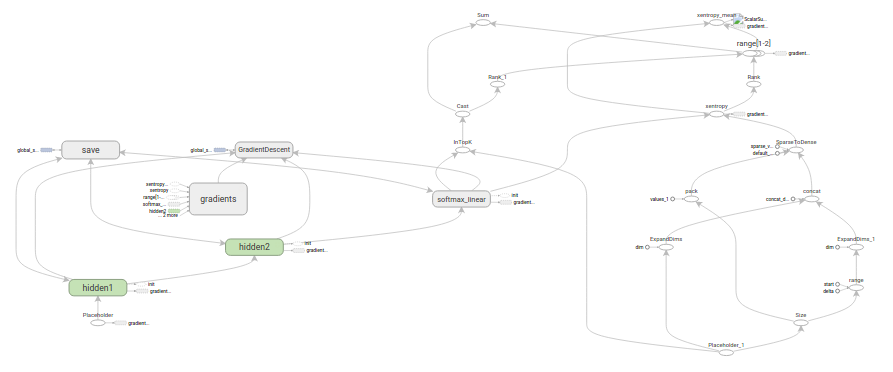 Sum
xentropy_mean
ScalarSu...
gradient...
range[1-2]
gradient...
Rank_1
Rank
Cast
xentropy
gradient...
global_s...
save
global_s...
GradientDescent
InTopK
sparse_v...
SparseToDense
default_...
xentropy...
xentropy
range[1-...
softmax_...
hidden2
... 2 more
gradients
softmax_linear
init
gradient...
pack
values_1
concat
concat_d...
hidden2
init
gradient...
ExpandDims
dim
ExpandDims_1
dim
hidden1
init
gradient...
range
start
delta
Placeholder
gradient...
Size
Placeholder_1